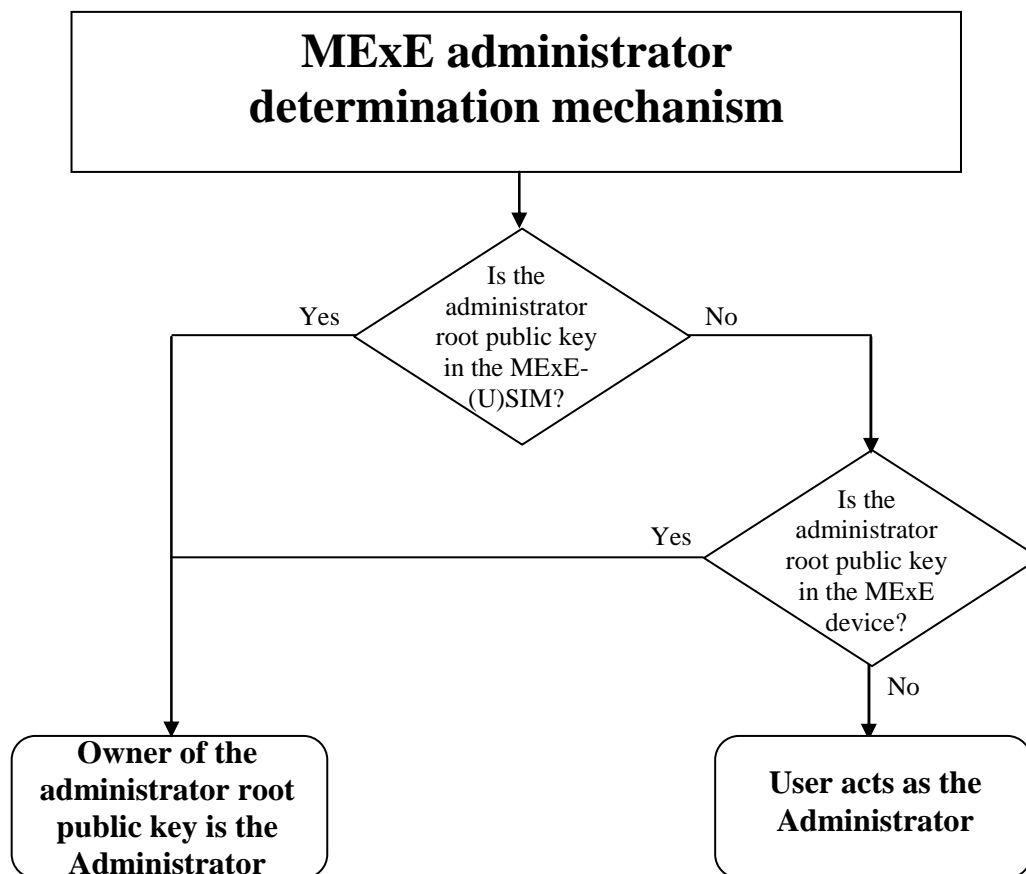 MExE administrator
determination mechanism
Is the
administrator
root public key
in the MExE-
(U)SIM?
Yes
No
Is the
administrator
root public key
in the MExE
device?
Yes
No
Owner of the
administrator root
public key is the
Administrator
User acts as the
Administrator